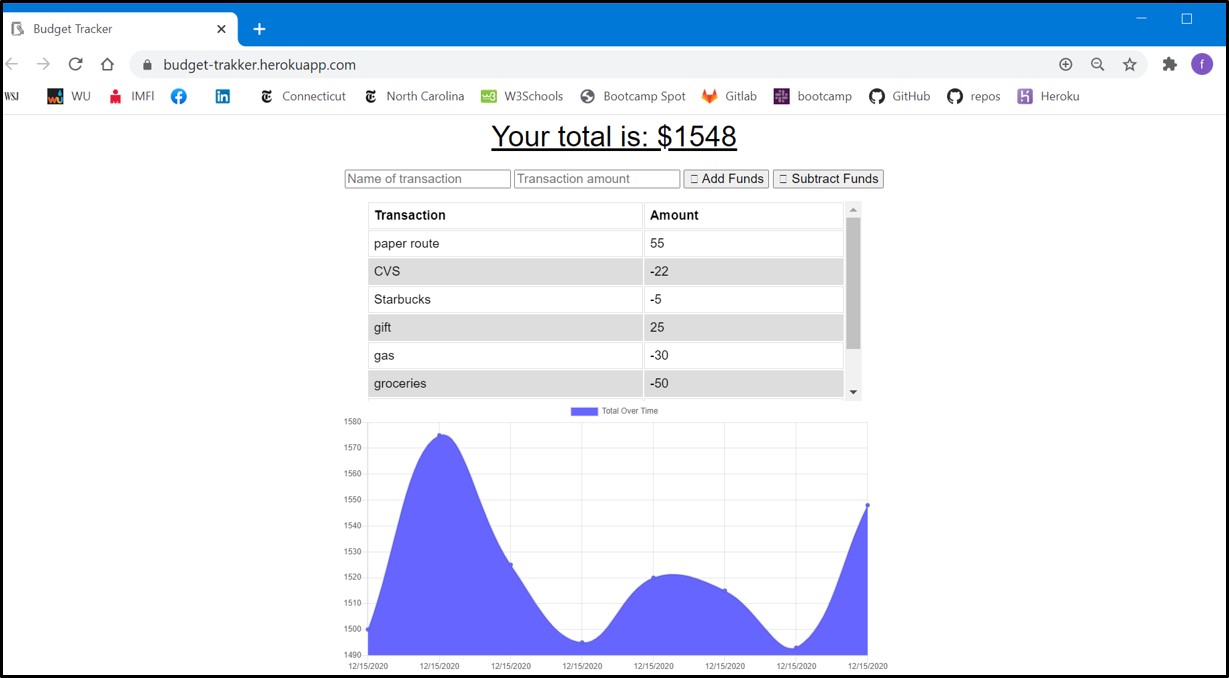 Budget Tracker
budget-trakker.herokuapp.com
f
WSJ WU WU IMFI in Connecticut North Carolina W3Schools Bootcamp Spot Gitlab bootcamp GitHub repos Heroku
Your total is: $1548
Name of transaction Transaction amount Add Funds Subtract Funds
Transaction Amount
paper route 55
CVS -22
Starbucks -5
gift 25
gas -30
groceries -50
Total Over Time
1580
1570
1560
1550
1540
1530
1520
1510
1500
1490
12/15/2020 12/15/2020 12/15/2020 12/15/2020 12/15/2020 12/15/2020 12/15/2020 12/15/2020